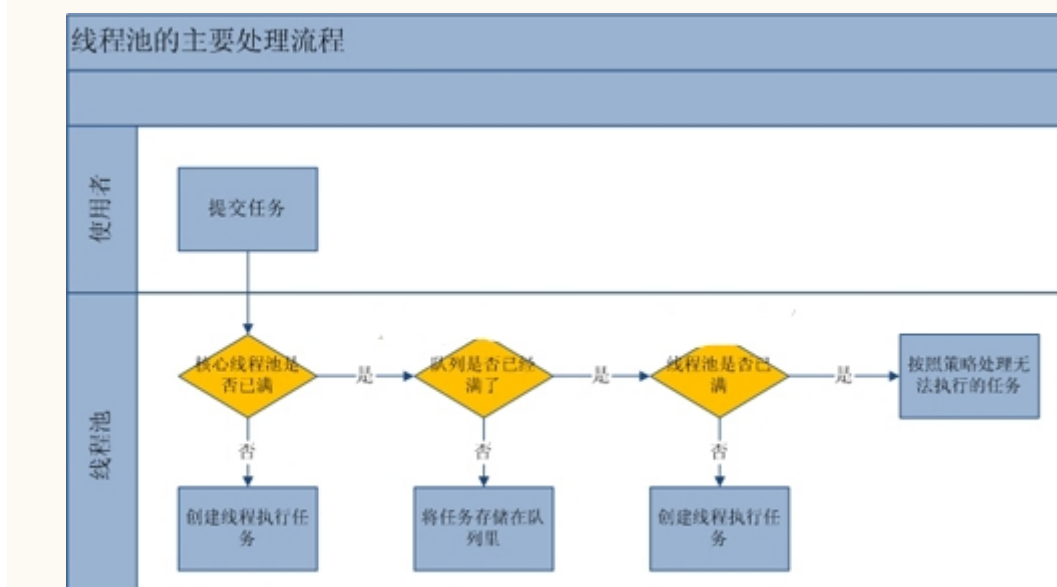 线程池的主要处理流程
使用者
提交任务
线程池
核心线程池是
否已满
是
队列是否已经
满了
是
线程池是否已
满
是
按照策略处理无
法执行的任务
否
否
否
创建线程执行任
务
将任务存储在队
列里
创建线程执行任
务